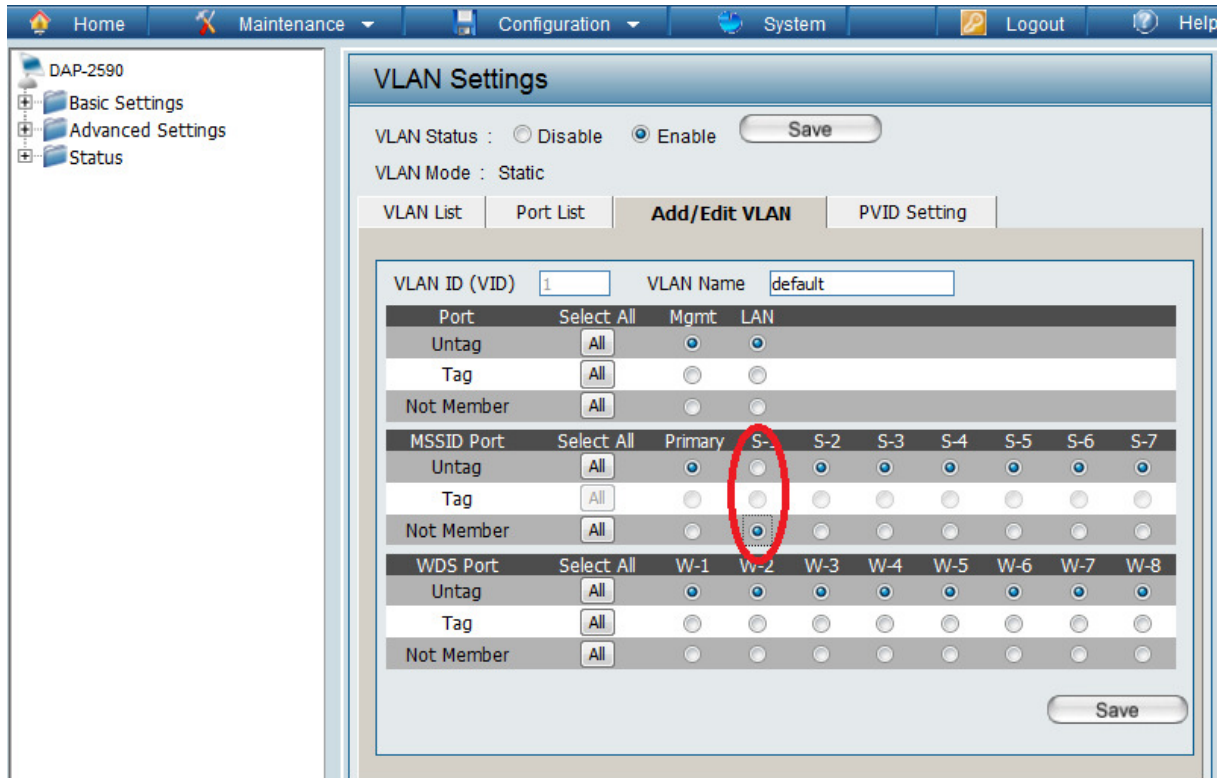 Home Maintenance Configuration System Logout Help
DAP-2590
Basic Settings
Advanced Settings
Status
VLAN Settings
VLAN Status : Disable Enable Save
VLAN Mode : Static
VLAN List Port List Add/Edit VLAN PVID Setting
VLAN ID (VID) 1 VLAN Name default
Port Select All Mgmt LAN
Untag All
Tag All
Not Member All
MSSID Port Select All Primary S-1 S-2 S-3 S-4 S-5 S-6 S-7
Untag All
Tag All
Not Member All
WDS Port Select All W-1 W-2 W-3 W-4 W-5 W-6 W-7 W-8
Untag All
Tag All
Not Member All
Save